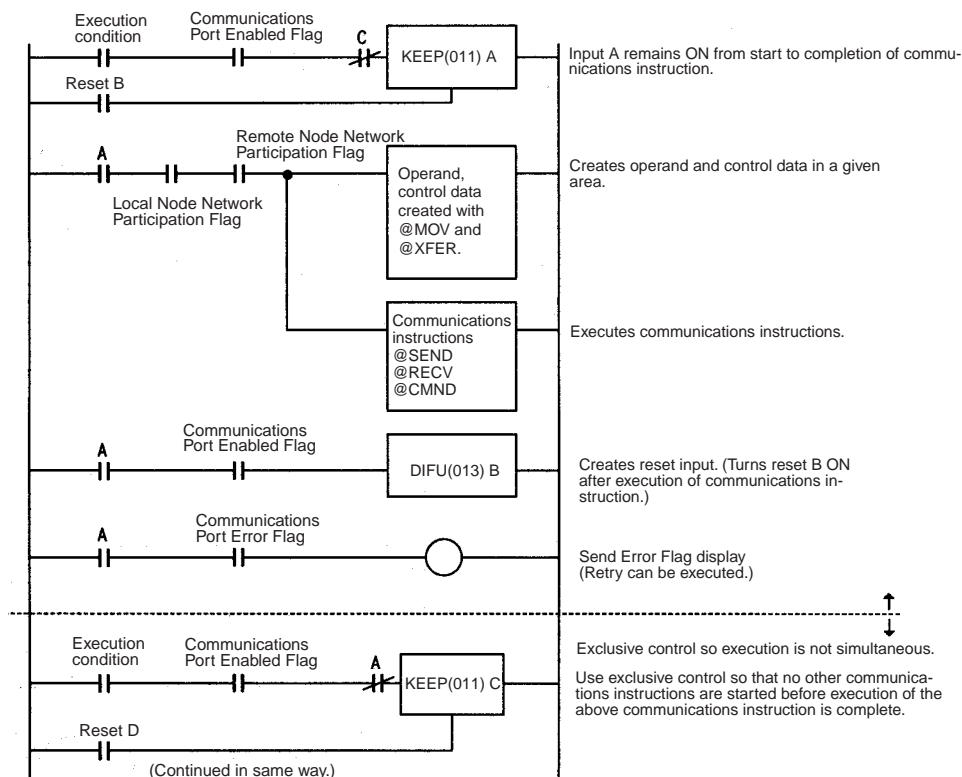 Execution
condition
Communications
Port Enabled Flag
C
KEEP(011) A
Input A remains ON from start to completion of commu-
nications instruction.
Reset B
A
Remote Node Network
Participation Flag
Local Node Network
Participation Flag
Operand,
control data
created with
@MOV and
@XFER.
Creates operand and control data in a given
area.
Communications
instructions
@SEND
@RECV
@CMND
Executes communications instructions.
A
Communications
Port Enabled Flag
DIFU(013) B
Creates reset input. (Turns reset B ON
after execution of communications in-
struction.)
A
Communications
Port Error Flag
Send Error Flag display
(Retry can be executed.)
Execution
condition
Communications
Port Enabled Flag
A
KEEP(011) C
Exclusive control so execution is not simultaneous.
Use exclusive control so that no other communica-
tions instructions are started before execution of the
above communications instruction is complete.
Reset D
(Continued in same way.)